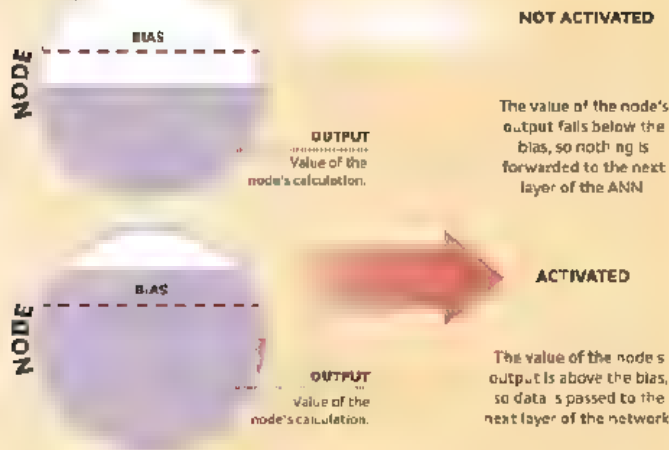 NOT ACTIVATED
BIAS
NODE
The value of the node's
output falls below the
bias, so nothing is
forwarded to the next
layer of the ANN
OUTPUT
Value of the
node's calculation.
BIAS
NODE
ACTIVATED
The value of the node's
output is above the bias,
so data is passed to the
next layer of the network
OUTPUT
Value of the
node's calculation.